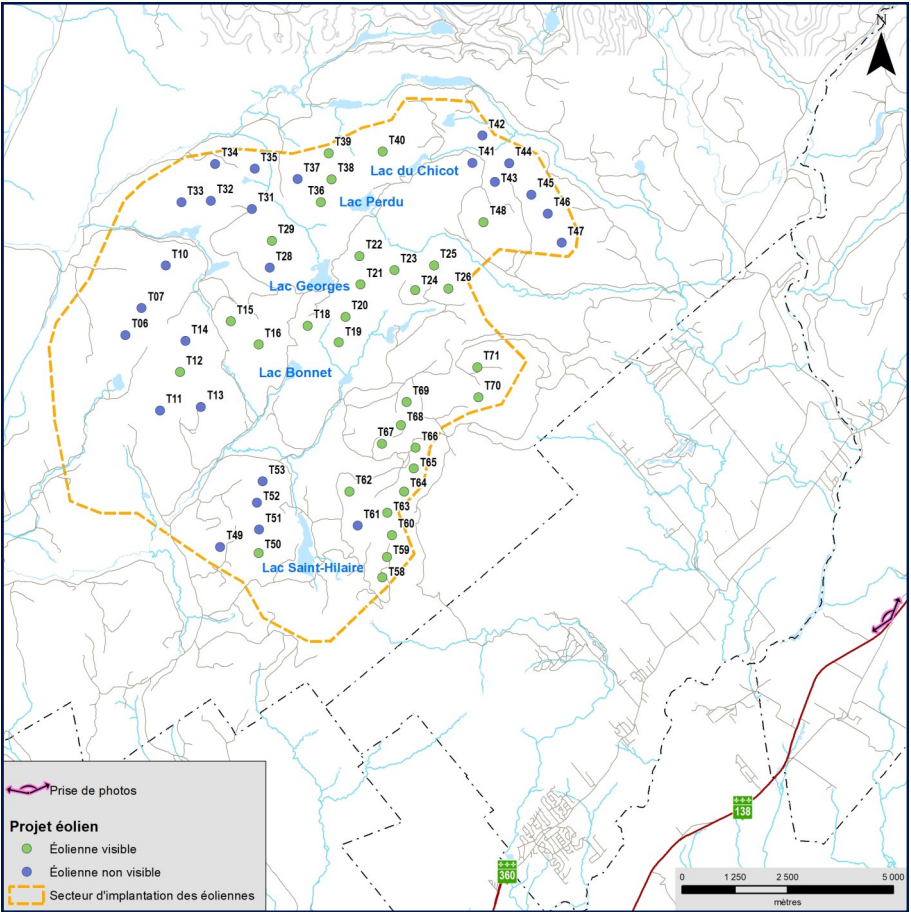 N
T42
T39
T40
T34
T35
T41
T44
T37
T38
Lac du Chicot
T43
T45
T33
T32
T31
T36
Lac Perdu
T46
T48
T47
T29
T22
T10
T28
T23
T25
T21
T24
T26
Lac Georges
T07
T15
T18
T20
T06
T14
T16
T19
T12
Lac Bonnet
T71
T11
T13
T69
T70
T68
T67
T66
T65
T53
T62
T64
T52
T63
T51
T61
T60
T49
T50
T59
Lac Saint-Hilaire
T58
Prise de photos
Projet éolien
Éolienne visible
Éolienne non visible
Secteur d'implantation des éoliennes
138
360
0 1 250 2 500 5 000
mètres